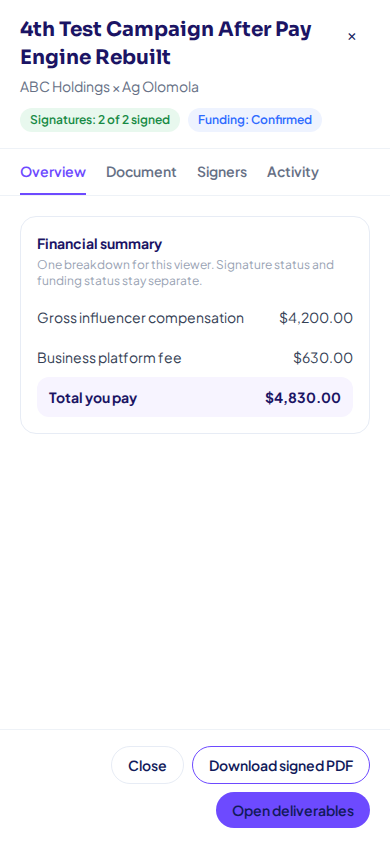 4th Test Campaign After Pay
Engine Rebuilt
×
ABC Holdings × Ag Olomola
Signatures: 2 of 2 signed
Funding: Confirmed
Overview
Document
Signers
Activity
Financial summary
One breakdown for this viewer. Signature status and
funding status stay separate.
Gross influencer compensation $4,200.00
Business platform fee $630.00
Total you pay $4,830.00
Close
Download signed PDF
Open deliverables